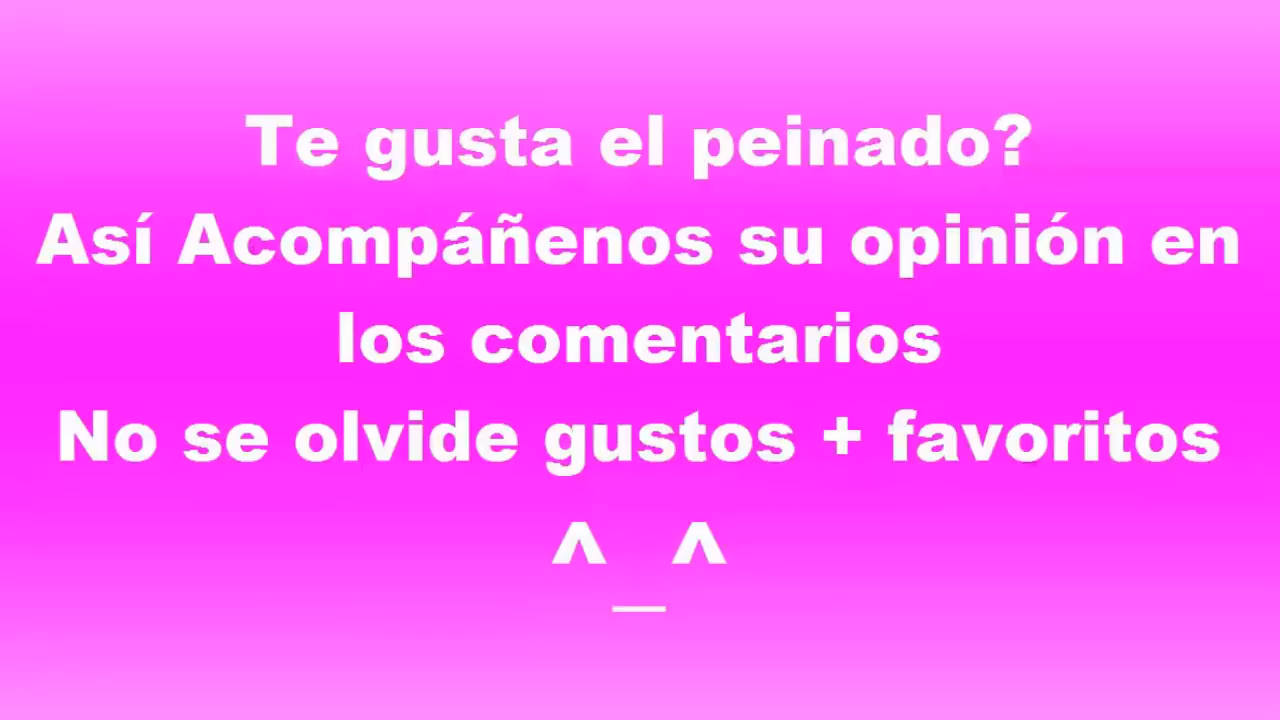 Te gusta el peinado?
Así Acompáñenos su opinión en
los comentarios
No se olvide gustos + favoritos
^_^